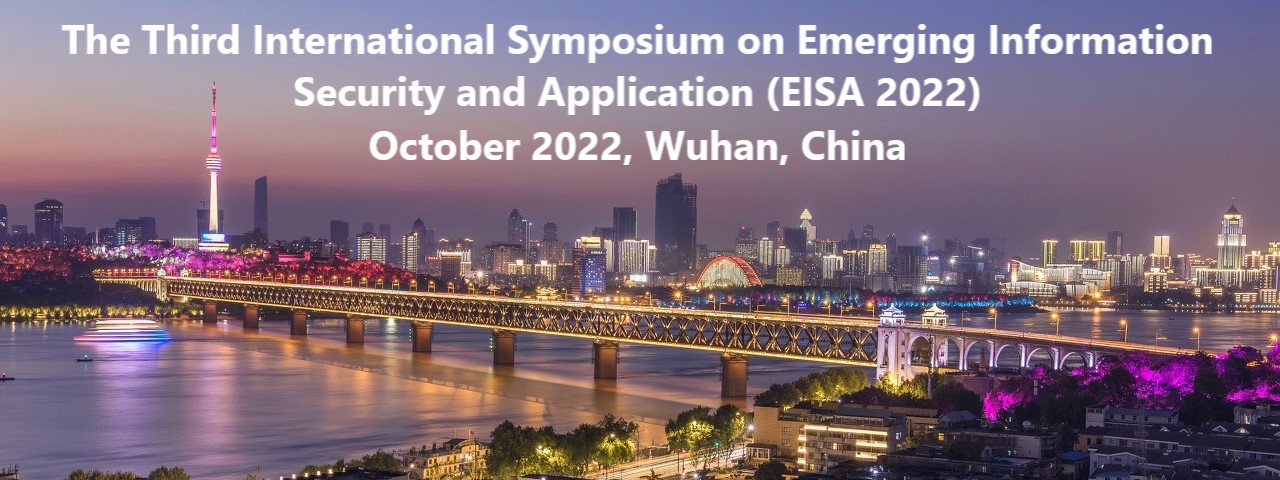 The Third International Symposium on Emerging Information
Security and Application (EISA 2022)
October 2022, Wuhan, China